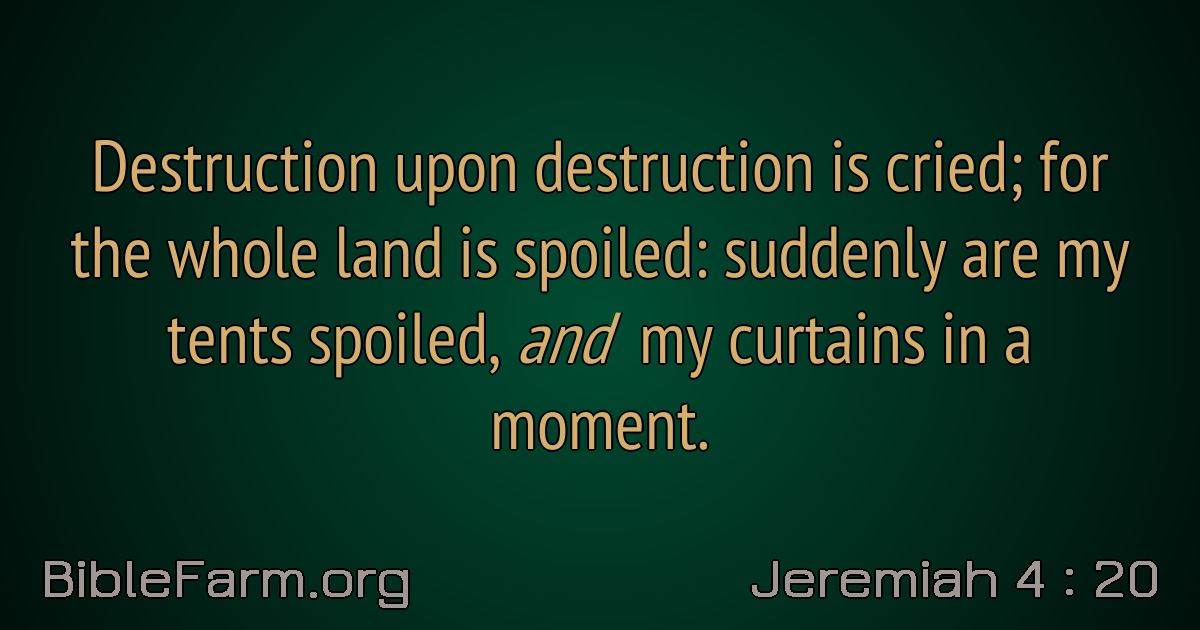 Destruction upon destruction is cried; for
the whole land is spoiled: suddenly are my
tents spoiled, and my curtains in a
moment.
BibleFarm.org
Jeremiah 4 : 20